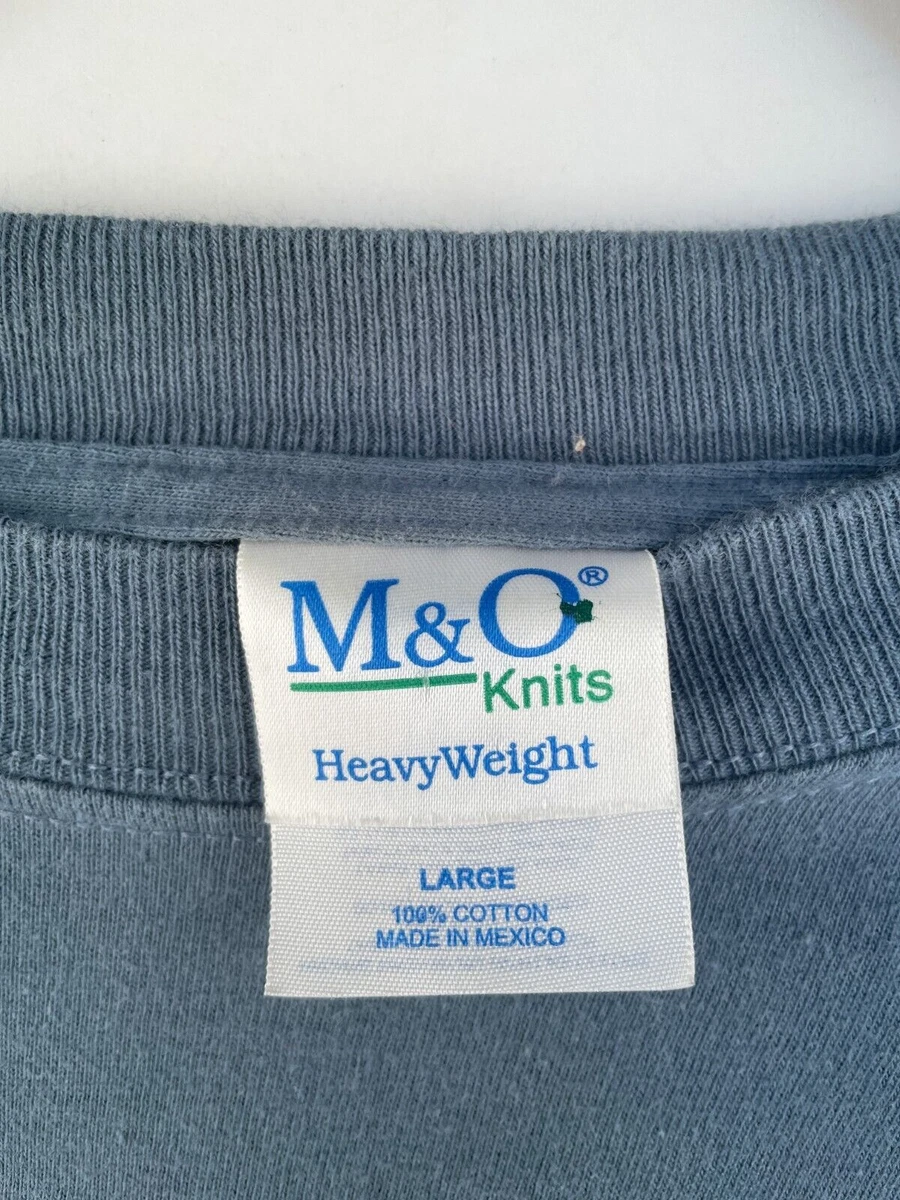 M&O®
Knits
HeavyWeight
LARGE
100% COTTON
MADE IN MEXICO